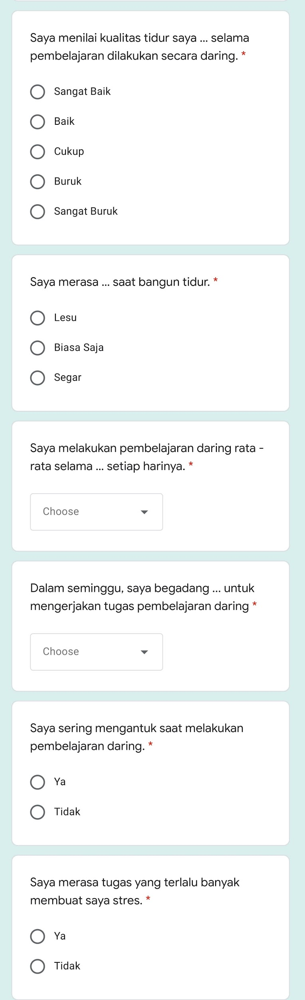 Saya menilai kualitas tidur saya ... selama
pembelajaran dilakukan secara daring. *
Sangat Baik
Baik
Cukup
Buruk
Sangat Buruk
Saya merasa ... saat bangun tidur. *
Lesu
Biasa Saja
Segar
Saya melakukan pembelajaran daring rata -
rata selama ... setiap harinya. *
Choose
Dalam seminggu, saya begadang ... untuk
mengerjakan tugas pembelajaran daring *
Choose
Saya sering mengantuk saat melakukan
pembelajaran daring. *
Ya
Tidak
Saya merasa tugas yang terlalu banyak
membuat saya stres. *
Ya
Tidak